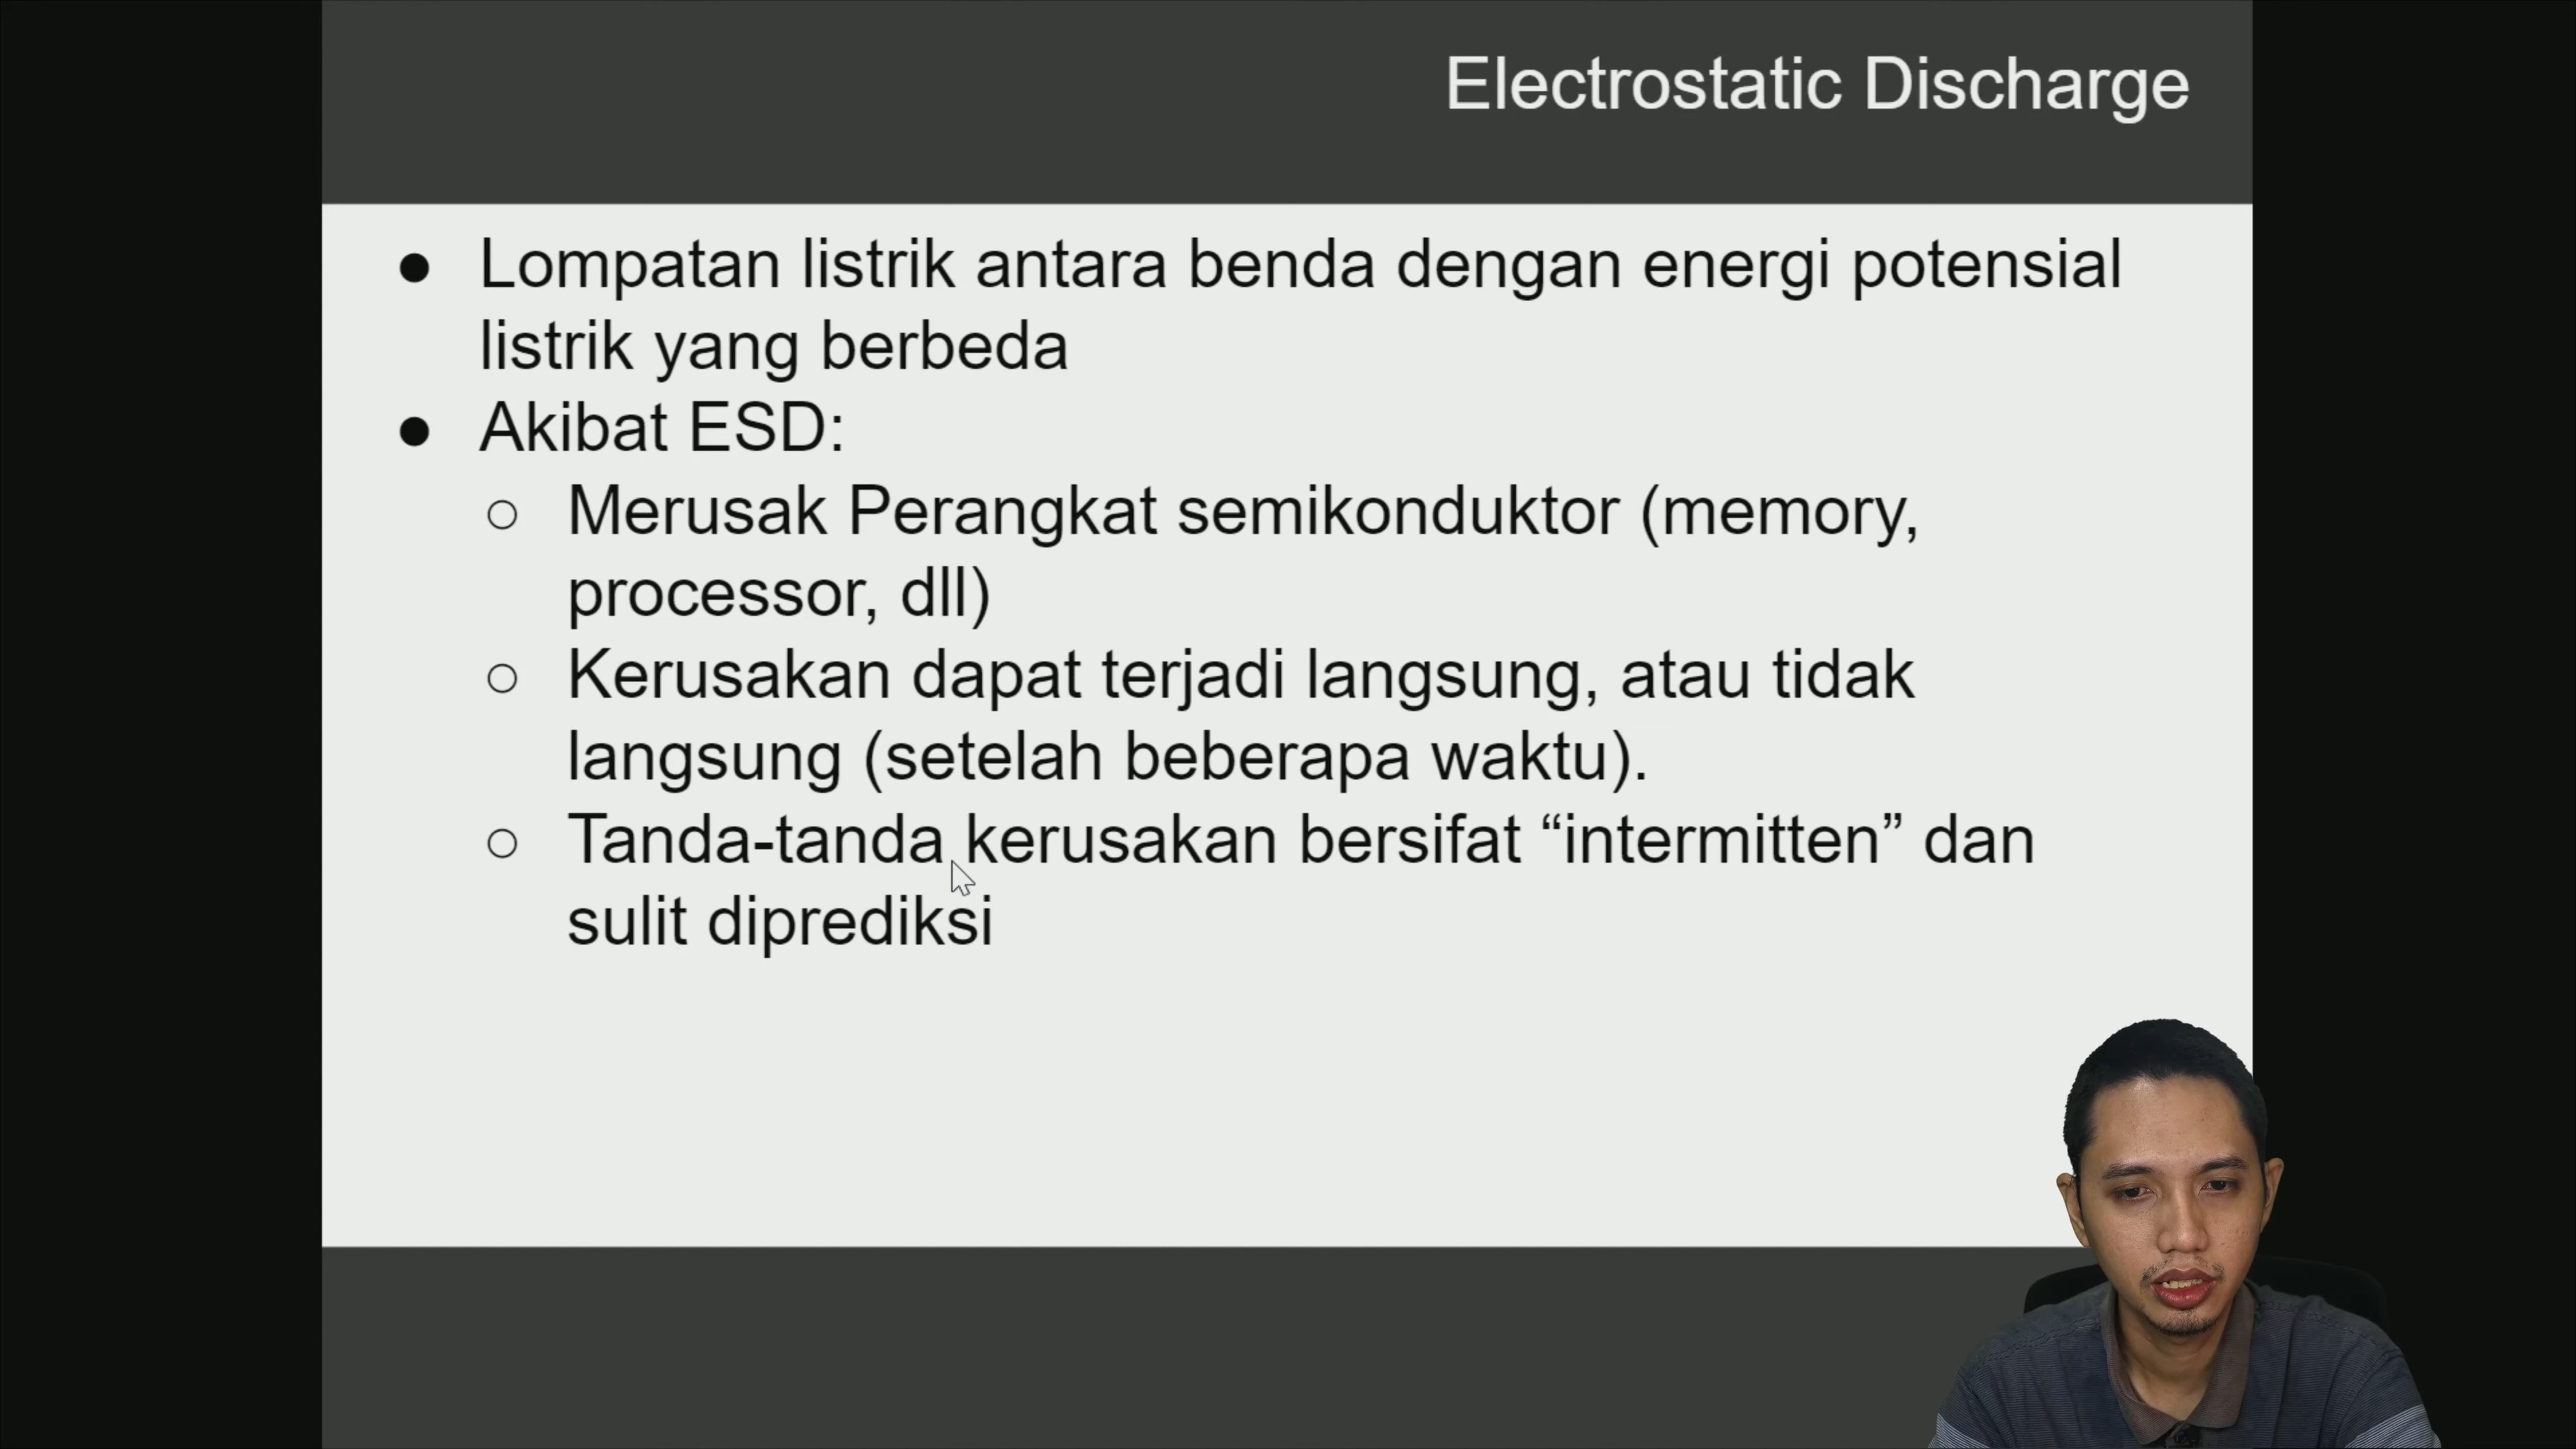 Electrostatic Discharge
● Lompatan listrik antara benda dengan energi potensial
listrik yang berbeda
● Akibat ESD:
○ Merusak Perangkat semikonduktor (memory,
processor, dll)
○ Kerusakan dapat terjadi langsung, atau tidak
langsung (setelah beberapa waktu).
○ Tanda-tanda kerusakan bersifat “intermitten” dan
sulit diprediksi